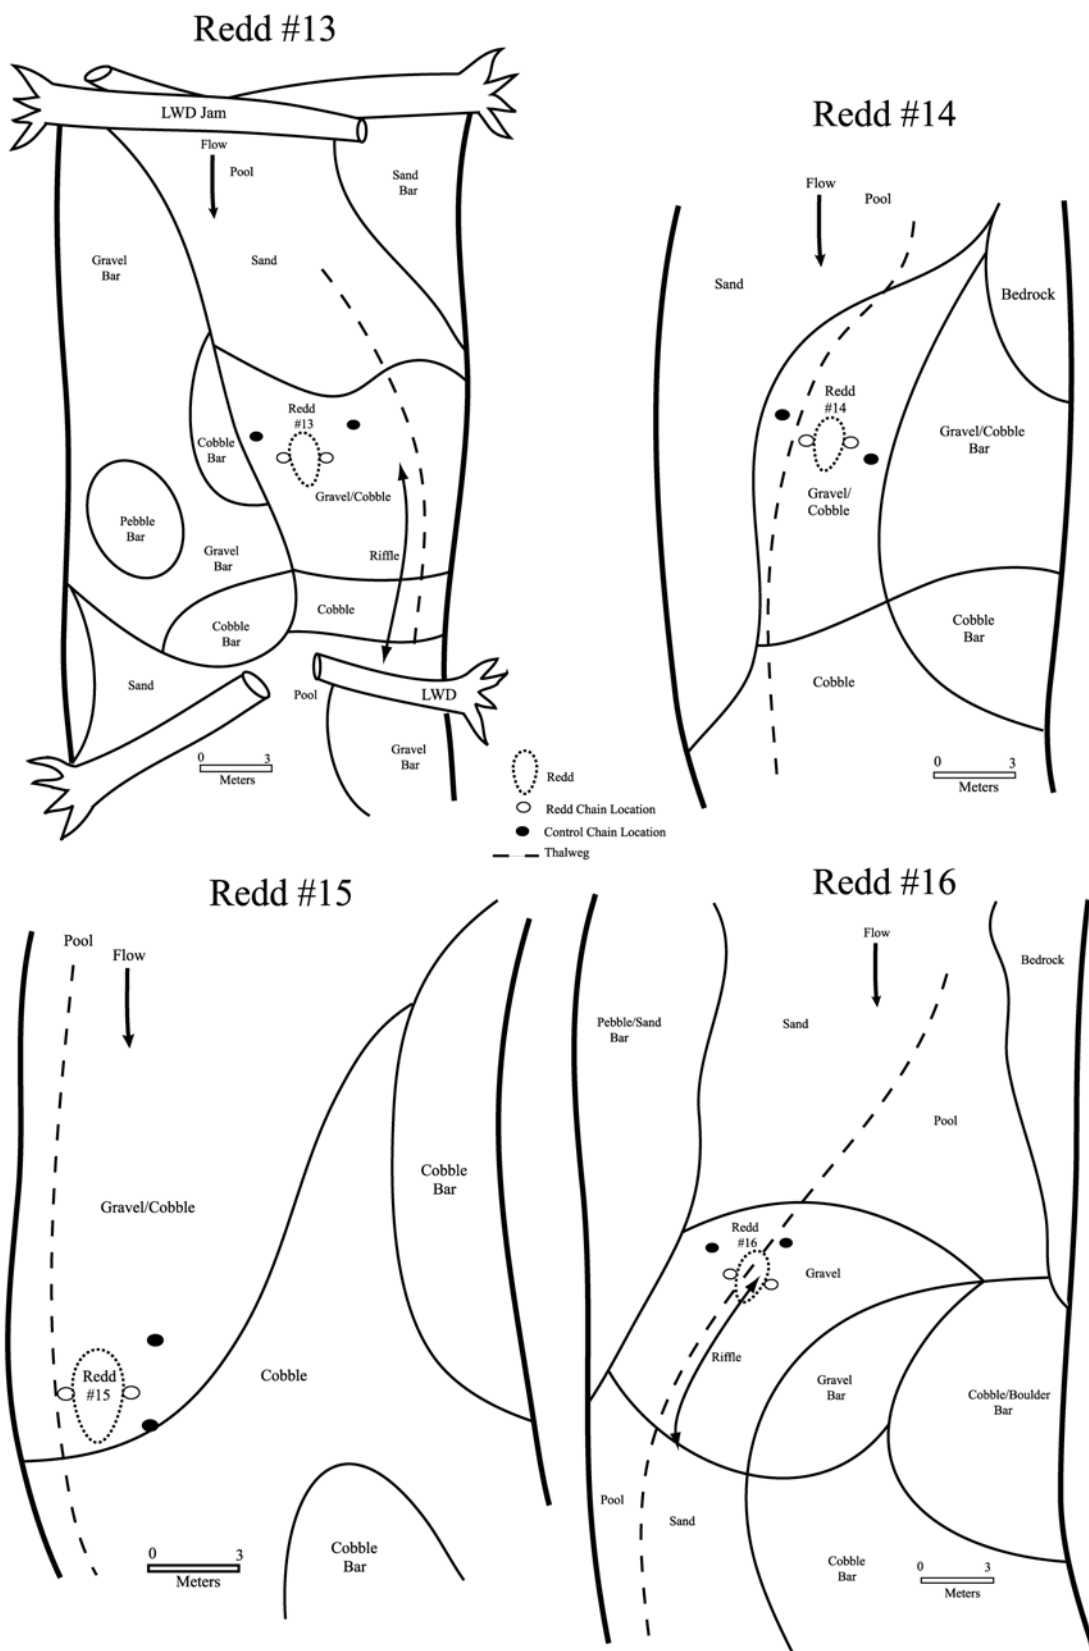 Redd #13
LWD Jam
Flow
Pool
Sand
Bar
Gravel
Bar
Sand
Redd
#13
Cobble
Bar
Gravel/Cobble
Pebble
Bar
Gravel
Bar
Riffle
Cobble
Cobble
Bar
Sand
Pool
LWD
Gravel
Bar
0 3
Meters
Redd #14
Flow
Pool
Sand
Bedrock
Redd
#14
Gravel/Cobble
Bar
Gravel/
Cobble
Cobble
Bar
Cobble
0 3
Meters
Redd
Redd Chain Location
Control Chain Location
Thalweg
Redd #15
Pool
Flow
Cobble
Bar
Gravel/Cobble
Redd
#15
Cobble
Cobble
Bar
0 3
Meters
Redd #16
Flow
Bedrock
Pebble/Sand
Bar
Sand
Pool
Redd
#16
Gravel
Riffle
Gravel
Bar
Cobble/Boulder
Bar
Pool
Sand
Cobble
Bar
0 3
Meters